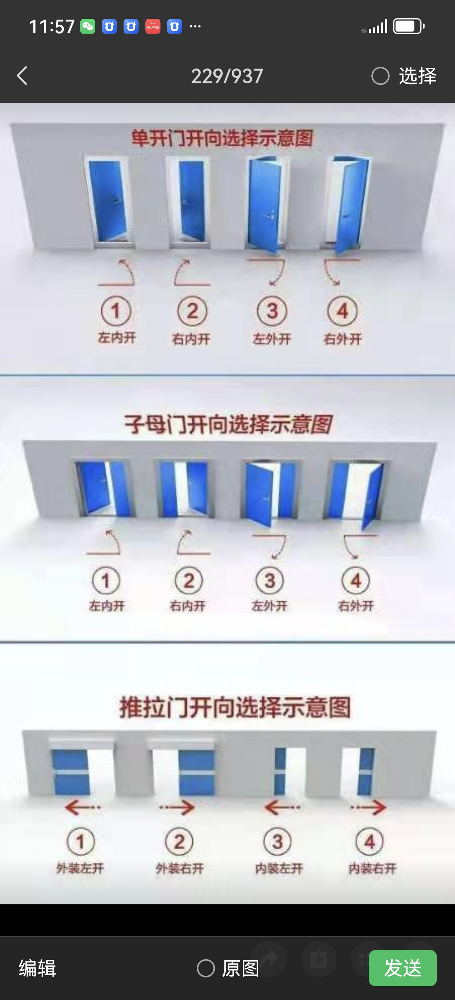 11:57 HUAWEI ...
229/937 选择
单开门开向选择示意图
1 2 3 4
左内开 右内开 左外开 右外开
子母门开向选择示意图
1 2 3 4
左内开 右内开 左外开 右外开
推拉门开向选择示意图
1 2 3 4
外装左开 外装右开 内装左开 内装右开
编辑 原图 发送